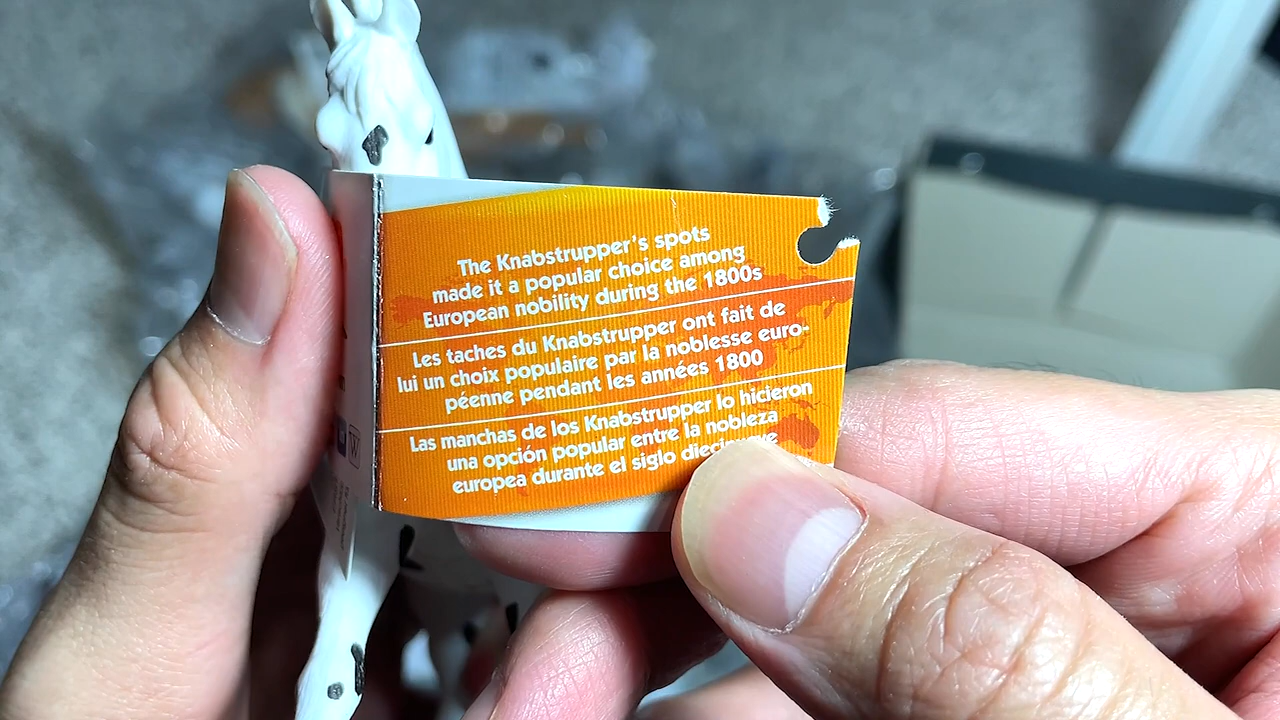 The Knabstrupper's spots
made it a popular choice among
European nobility during the 1800s
Les taches du Knabstrupper ont fait de
lui un choix populaire par la noblesse euro-
péenne pendant les années 1800
Las manchas de los Knabstrupper lo hicieron
una opción popular entre la nobleza
europea durante el siglo